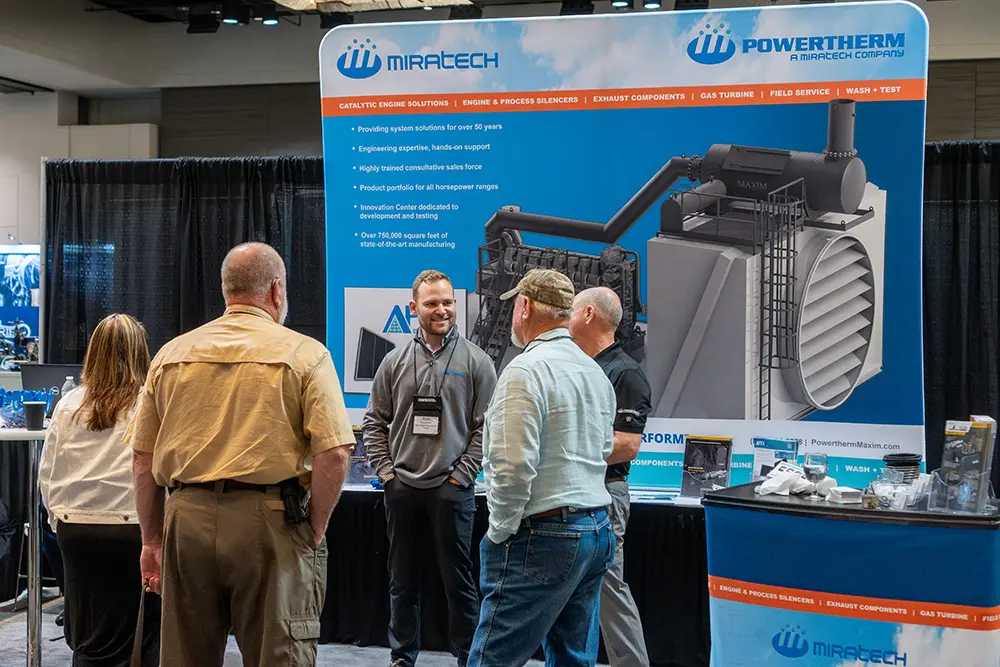 MIRATECH
POWERTHERM
A MIRATECH COMPANY
CATALYTIC ENGINE SOLUTIONS | ENGINE & PROCESS SILENCERS | EXHAUST COMPONENTS | GAS TURBINE | FIELD SERVICE | WASH + TEST
• Providing system solutions for over 50 years
• Engineering expertise, hands-on support
• Highly trained consultative sales force
• Product portfolio for all horsepower ranges
• Innovation Center dedicated to
development and testing
• Over 750,000 square feet of
state-of-the-art manufacturing
MAXIM
| PowerthermMaxim.com
COMPONENTS
TURBINE
| WASH +
| ENGINE & PROCESS SILENCERS | EXHAUST COMPONENTS | GAS TURBINE |
MIRATECH